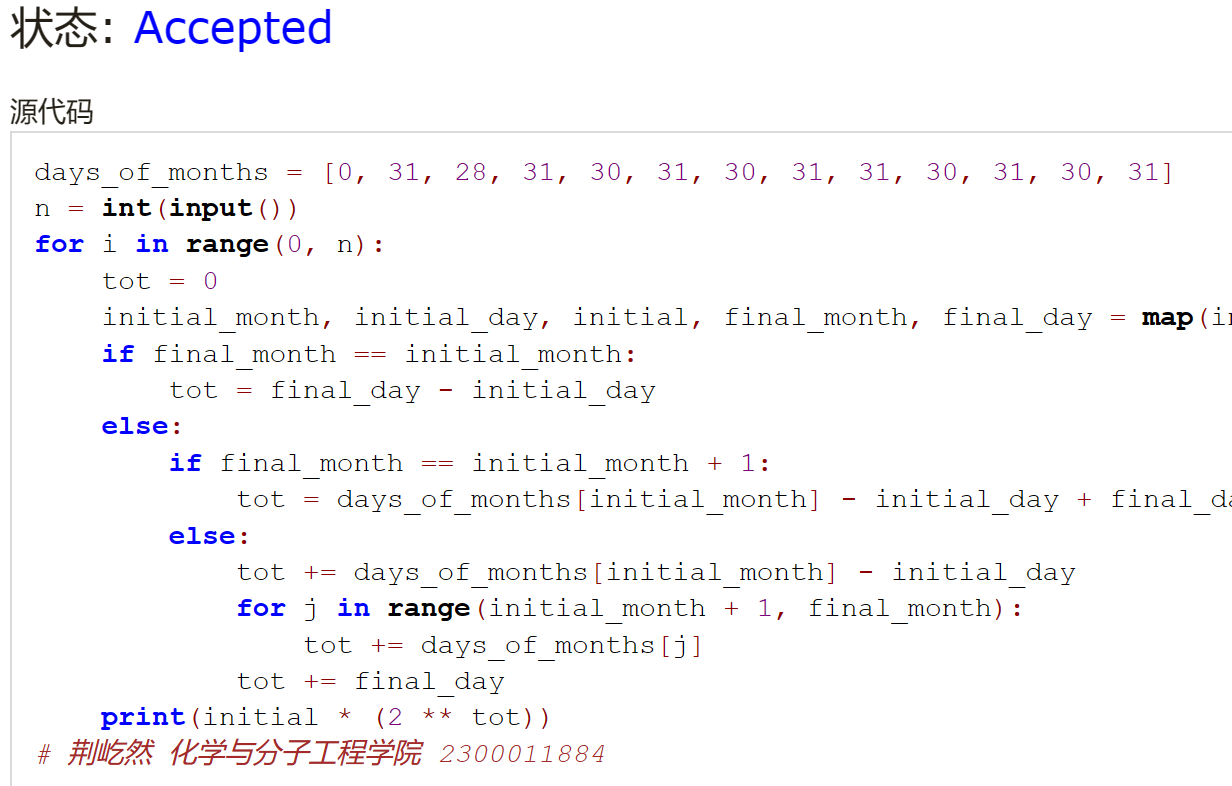 状态: Accepted
源代码
days_of_months = [0, 31, 28, 31, 30, 31, 30, 31, 31, 30, 31, 30, 31]
n = int(input())
for i in range(0, n):
    tot = 0
    initial_month, initial_day, initial, final_month, final_day = map(
    if final_month == initial_month:
        tot = final_day - initial_day
    else:
        if final_month == initial_month + 1:
            tot = days_of_months[initial_month] - initial_day +
        else:
            tot += days_of_months[initial_month] - initial_day
            for j in range(initial_month + 1, final_month):
                tot += days_of_months[j]
            tot += final_day
    print(initial * (2 ** tot))
# 荆屹然 化学与分子工程学院 2300011884